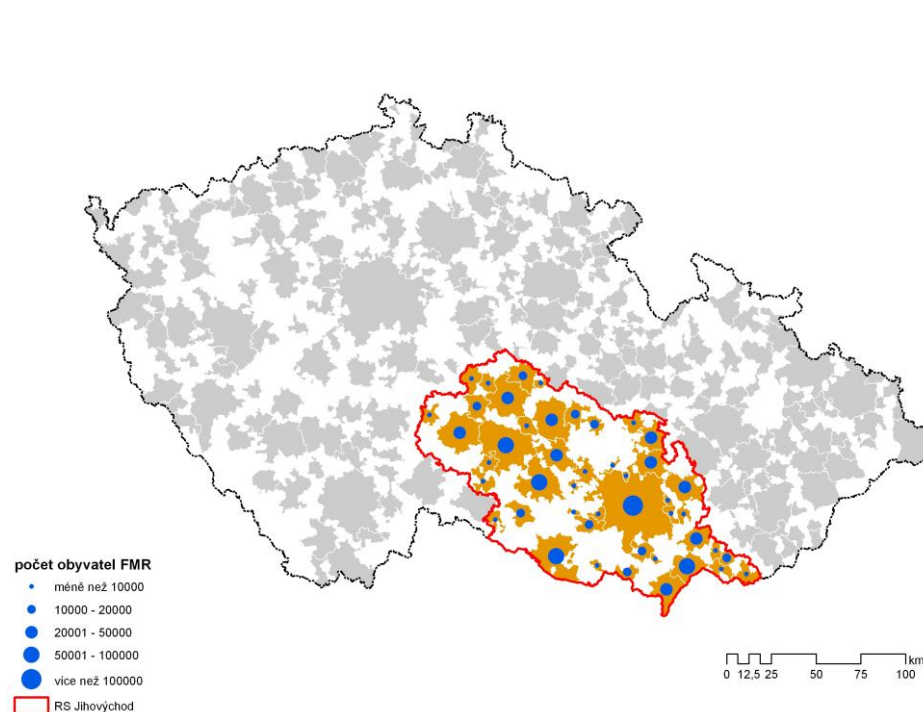 počet obyvatel FMR
méně než 10000
10000 - 20000
20001 - 50000
50001 - 100000
více než 100000
RS Jihovýchod
km
0 12,5 25 50 75 100